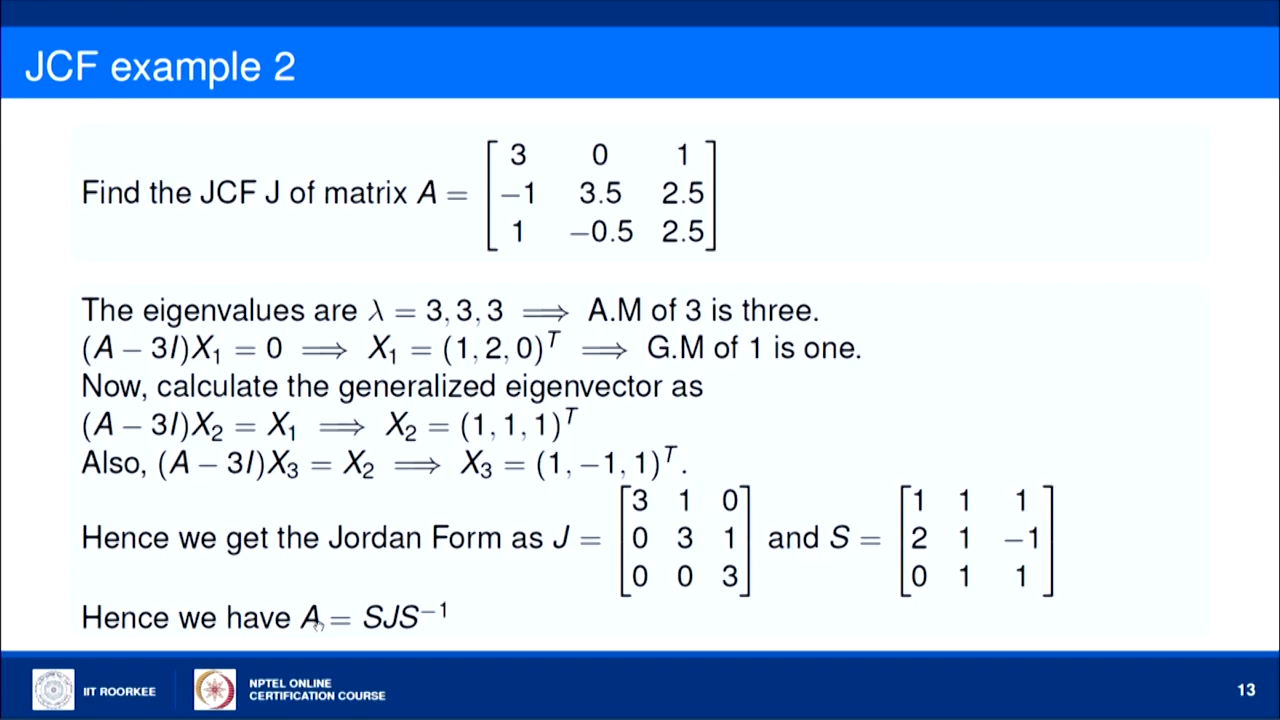 JCF example 2
Find the JCF J of matrix A = [3 0 1
−1 3.5 2.5
1 −0.5 2.5]
The eigenvalues are λ = 3, 3, 3 ⟹ A.M of 3 is three.
(A − 3I)X₁ = 0 ⟹ X₁ = (1, 2, 0)ᵀ ⟹ G.M of 1 is one.
Now, calculate the generalized eigenvector as
(A − 3I)X₂ = X₁ ⟹ X₂ = (1, 1, 1)ᵀ
Also, (A − 3I)X₃ = X₂ ⟹ X₃ = (1, −1, 1)ᵀ.
Hence we get the Jordan Form as J = [3 1 0
0 3 1
0 0 3] and S = [1 1 1
2 1 −1
0 1 1]
Hence we have A = SJS⁻¹
IIT ROORKEE
NPTEL ONLINE
CERTIFICATION COURSE
13